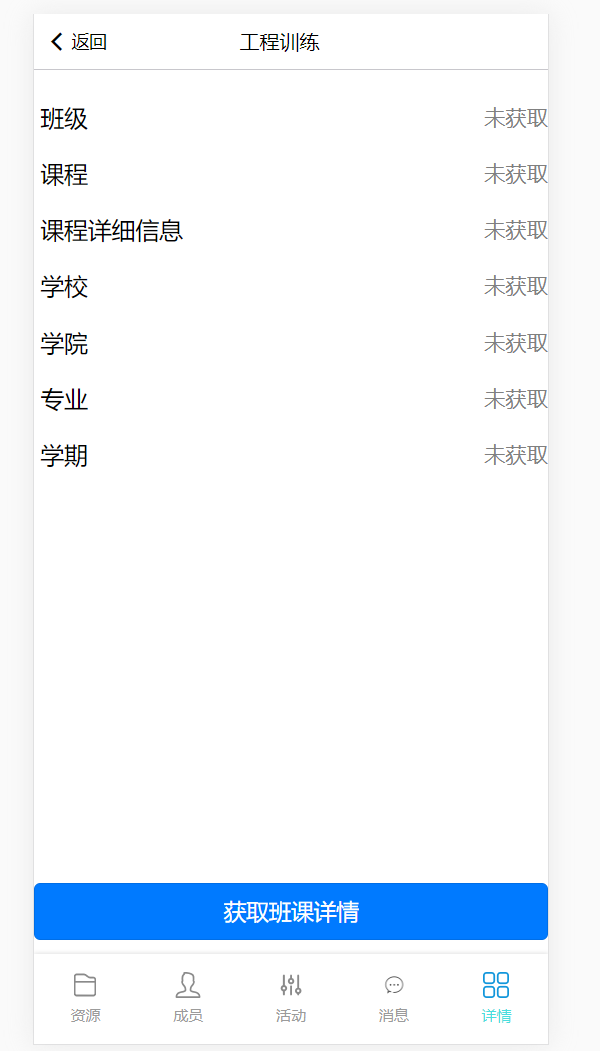 返回 工程训练
班级 未获取
课程 未获取
课程详细信息 未获取
学校 未获取
学院 未获取
专业 未获取
学期 未获取
获取班课详情
资源 成员 活动 消息 详情